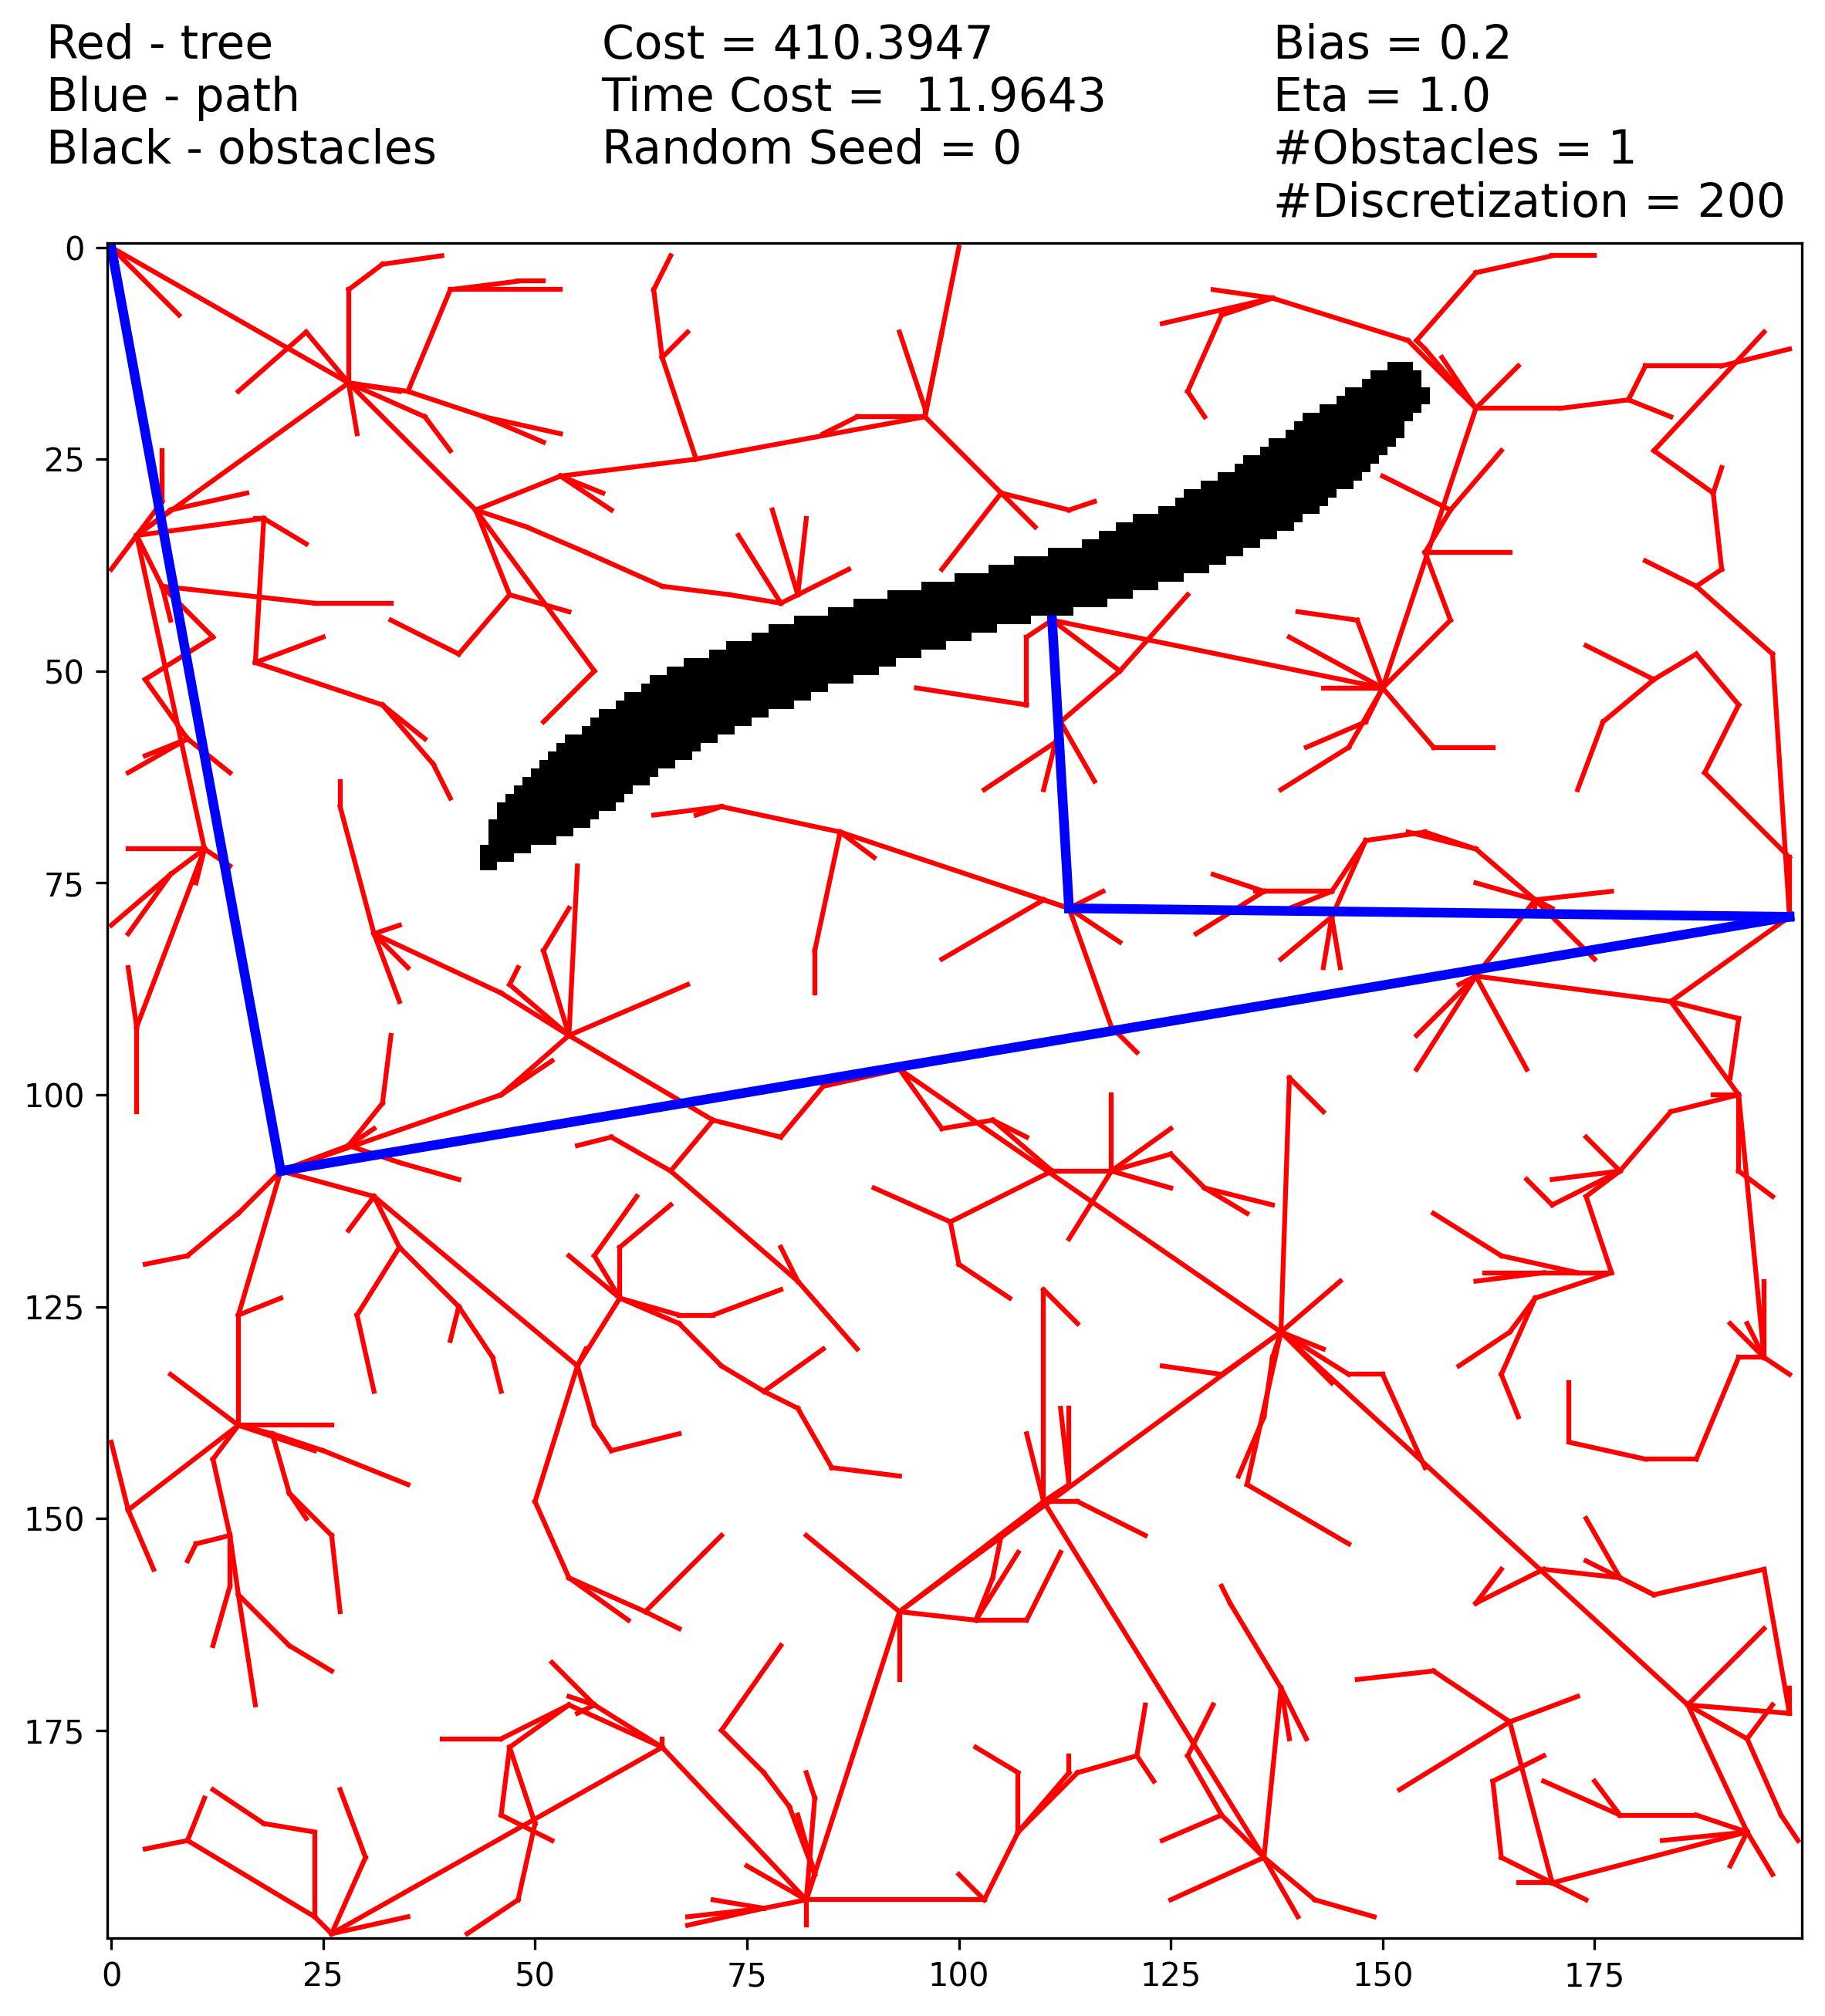 Red - tree
Blue - path
Black - obstacles
Cost = 410.3947
Time Cost =  11.9643
Random Seed = 0
Bias = 0.2
Eta = 1.0
#Obstacles = 1
#Discretization = 200
0
25
50
75
100
125
150
175
0 25 50 75 100 125 150 175